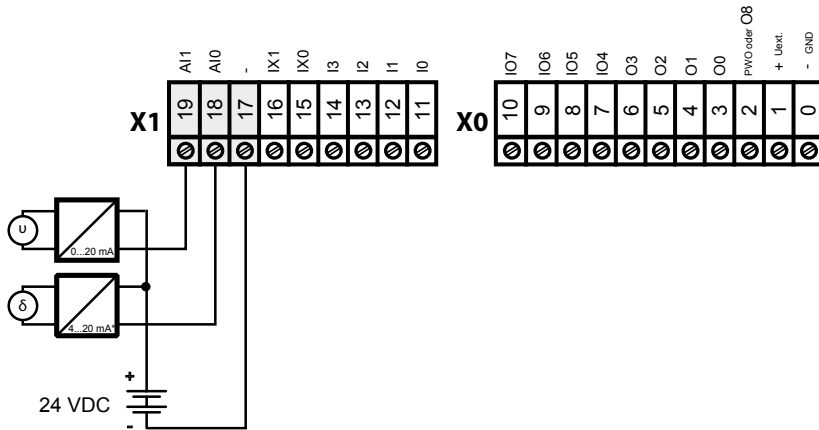 AI1 AI0 - IX1 IX0 I3 I2 I1 I0
X1 19 18 17 16 15 14 13 12 11
IO7 IO6 IO5 IO4 O3 O2 O1 O0 PWO oder O8 + Uext. - GND
X0 10 9 8 7 6 5 4 3 2 1 0
υ
0...20 mA
δ
4...20 mA*
+
24 VDC
-